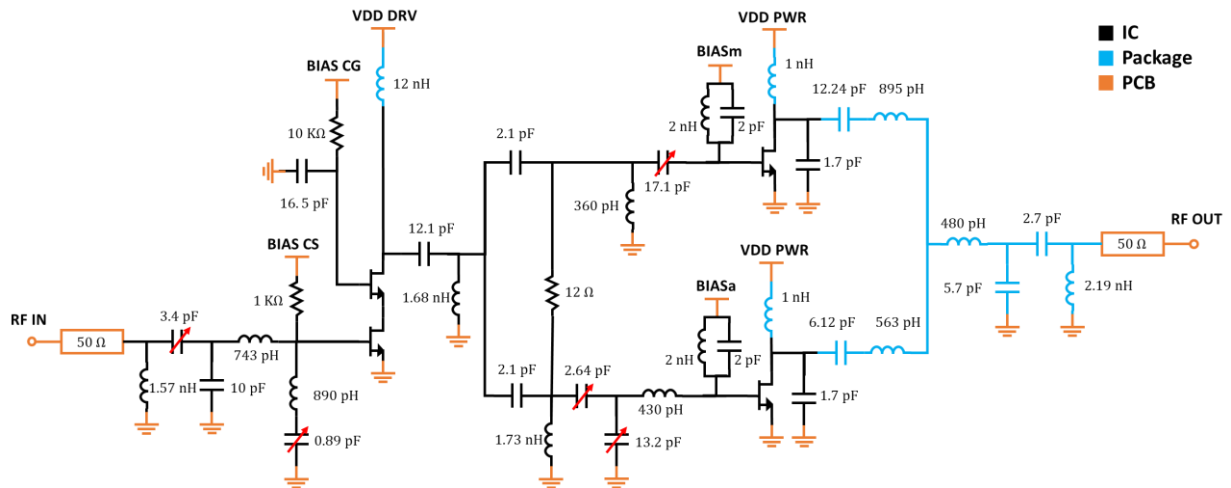 VDD DRV
VDD PWR
IC
Package
PCB
BIAS CG
BIASm
1 nH
12 nH
12.24 pF
895 pH
10 KΩ
2.1 pF
2 nH
2 pF
17.1 pF
1.7 pF
16.5 pF
360 pH
480 pH
2.7 pF
RF OUT
50 Ω
12.1 pF
BIAS CS
VDD PWR
1.68 nH
12 Ω
BIASa
1 nH
5.7 pF
2.19 nH
1 KΩ
6.12 pF
563 pH
RF IN
3.4 pF
50 Ω
743 pH
2 nH
2 pF
2.1 pF
2.64 pF
1.57 nH
10 pF
890 pH
430 pH
1.7 pF
0.89 pF
1.73 nH
13.2 pF